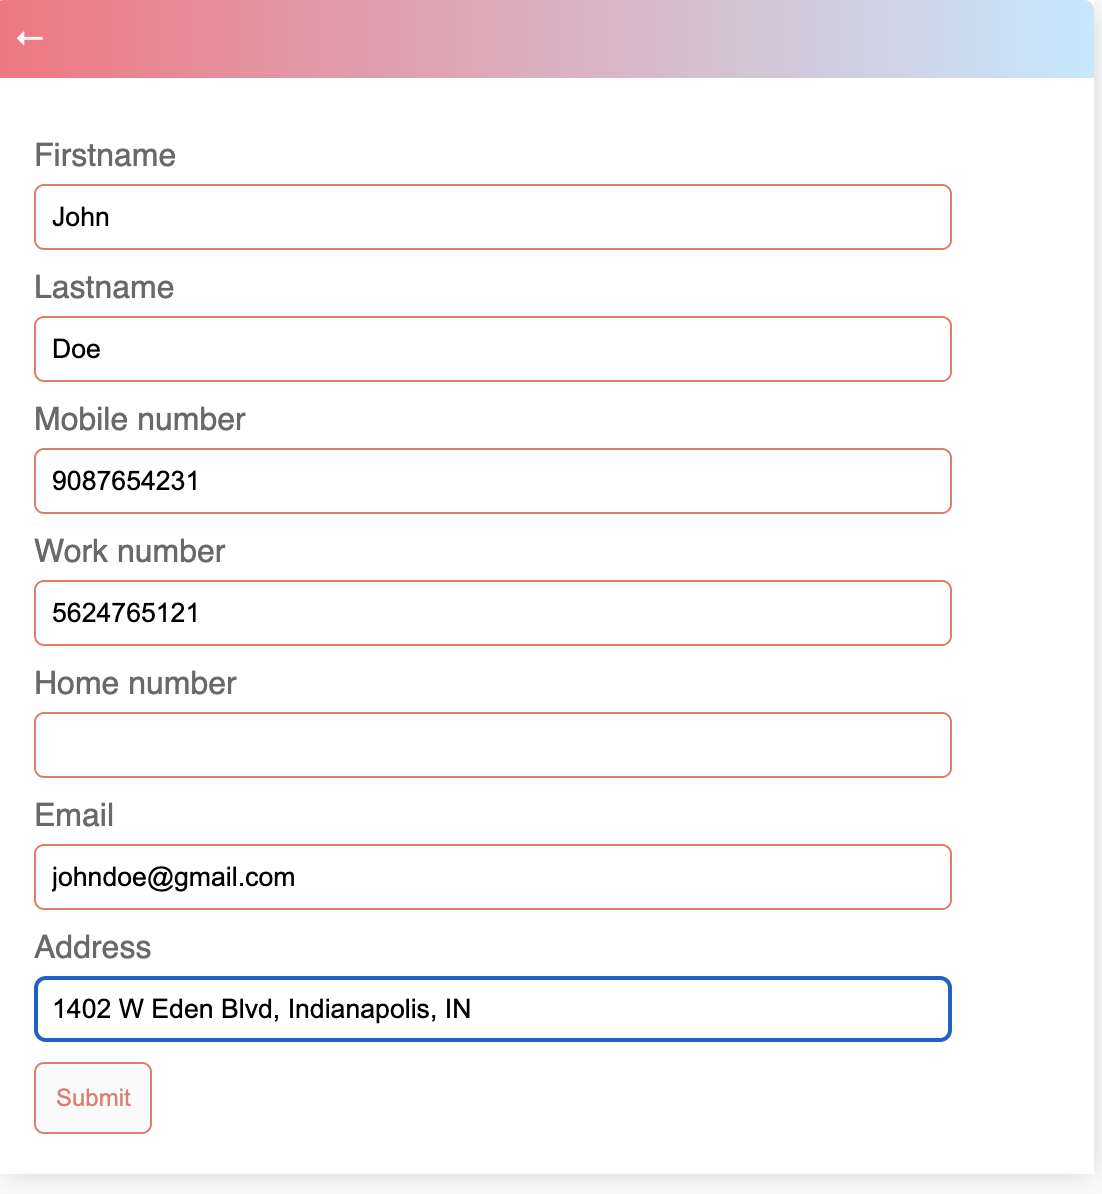 Firstname
John
Lastname
Doe
Mobile number
9087654231
Work number
5624765121
Home number
Email
johndoe@gmail.com
Address
1402 W Eden Blvd, Indianapolis, IN
Submit